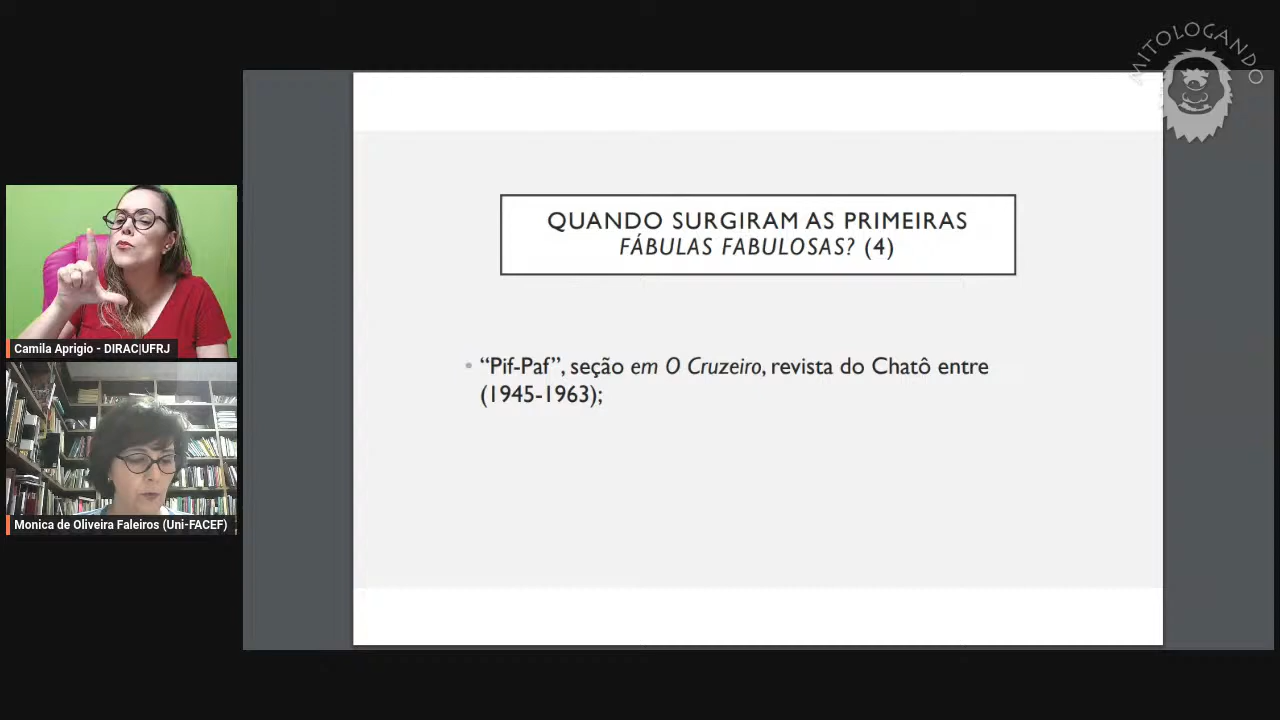 MITOLOGANDO
QUANDO SURGIRAM AS PRIMEIRAS
FÁBULAS FABULOSAS? (4)
• “Pif-Paf”, seção em O Cruzeiro, revista do Chatô entre
(1945-1963);
Camila Aprigio - DIRAC|UFRJ
Monica de Oliveira Faleiros (Uni-FACEF)